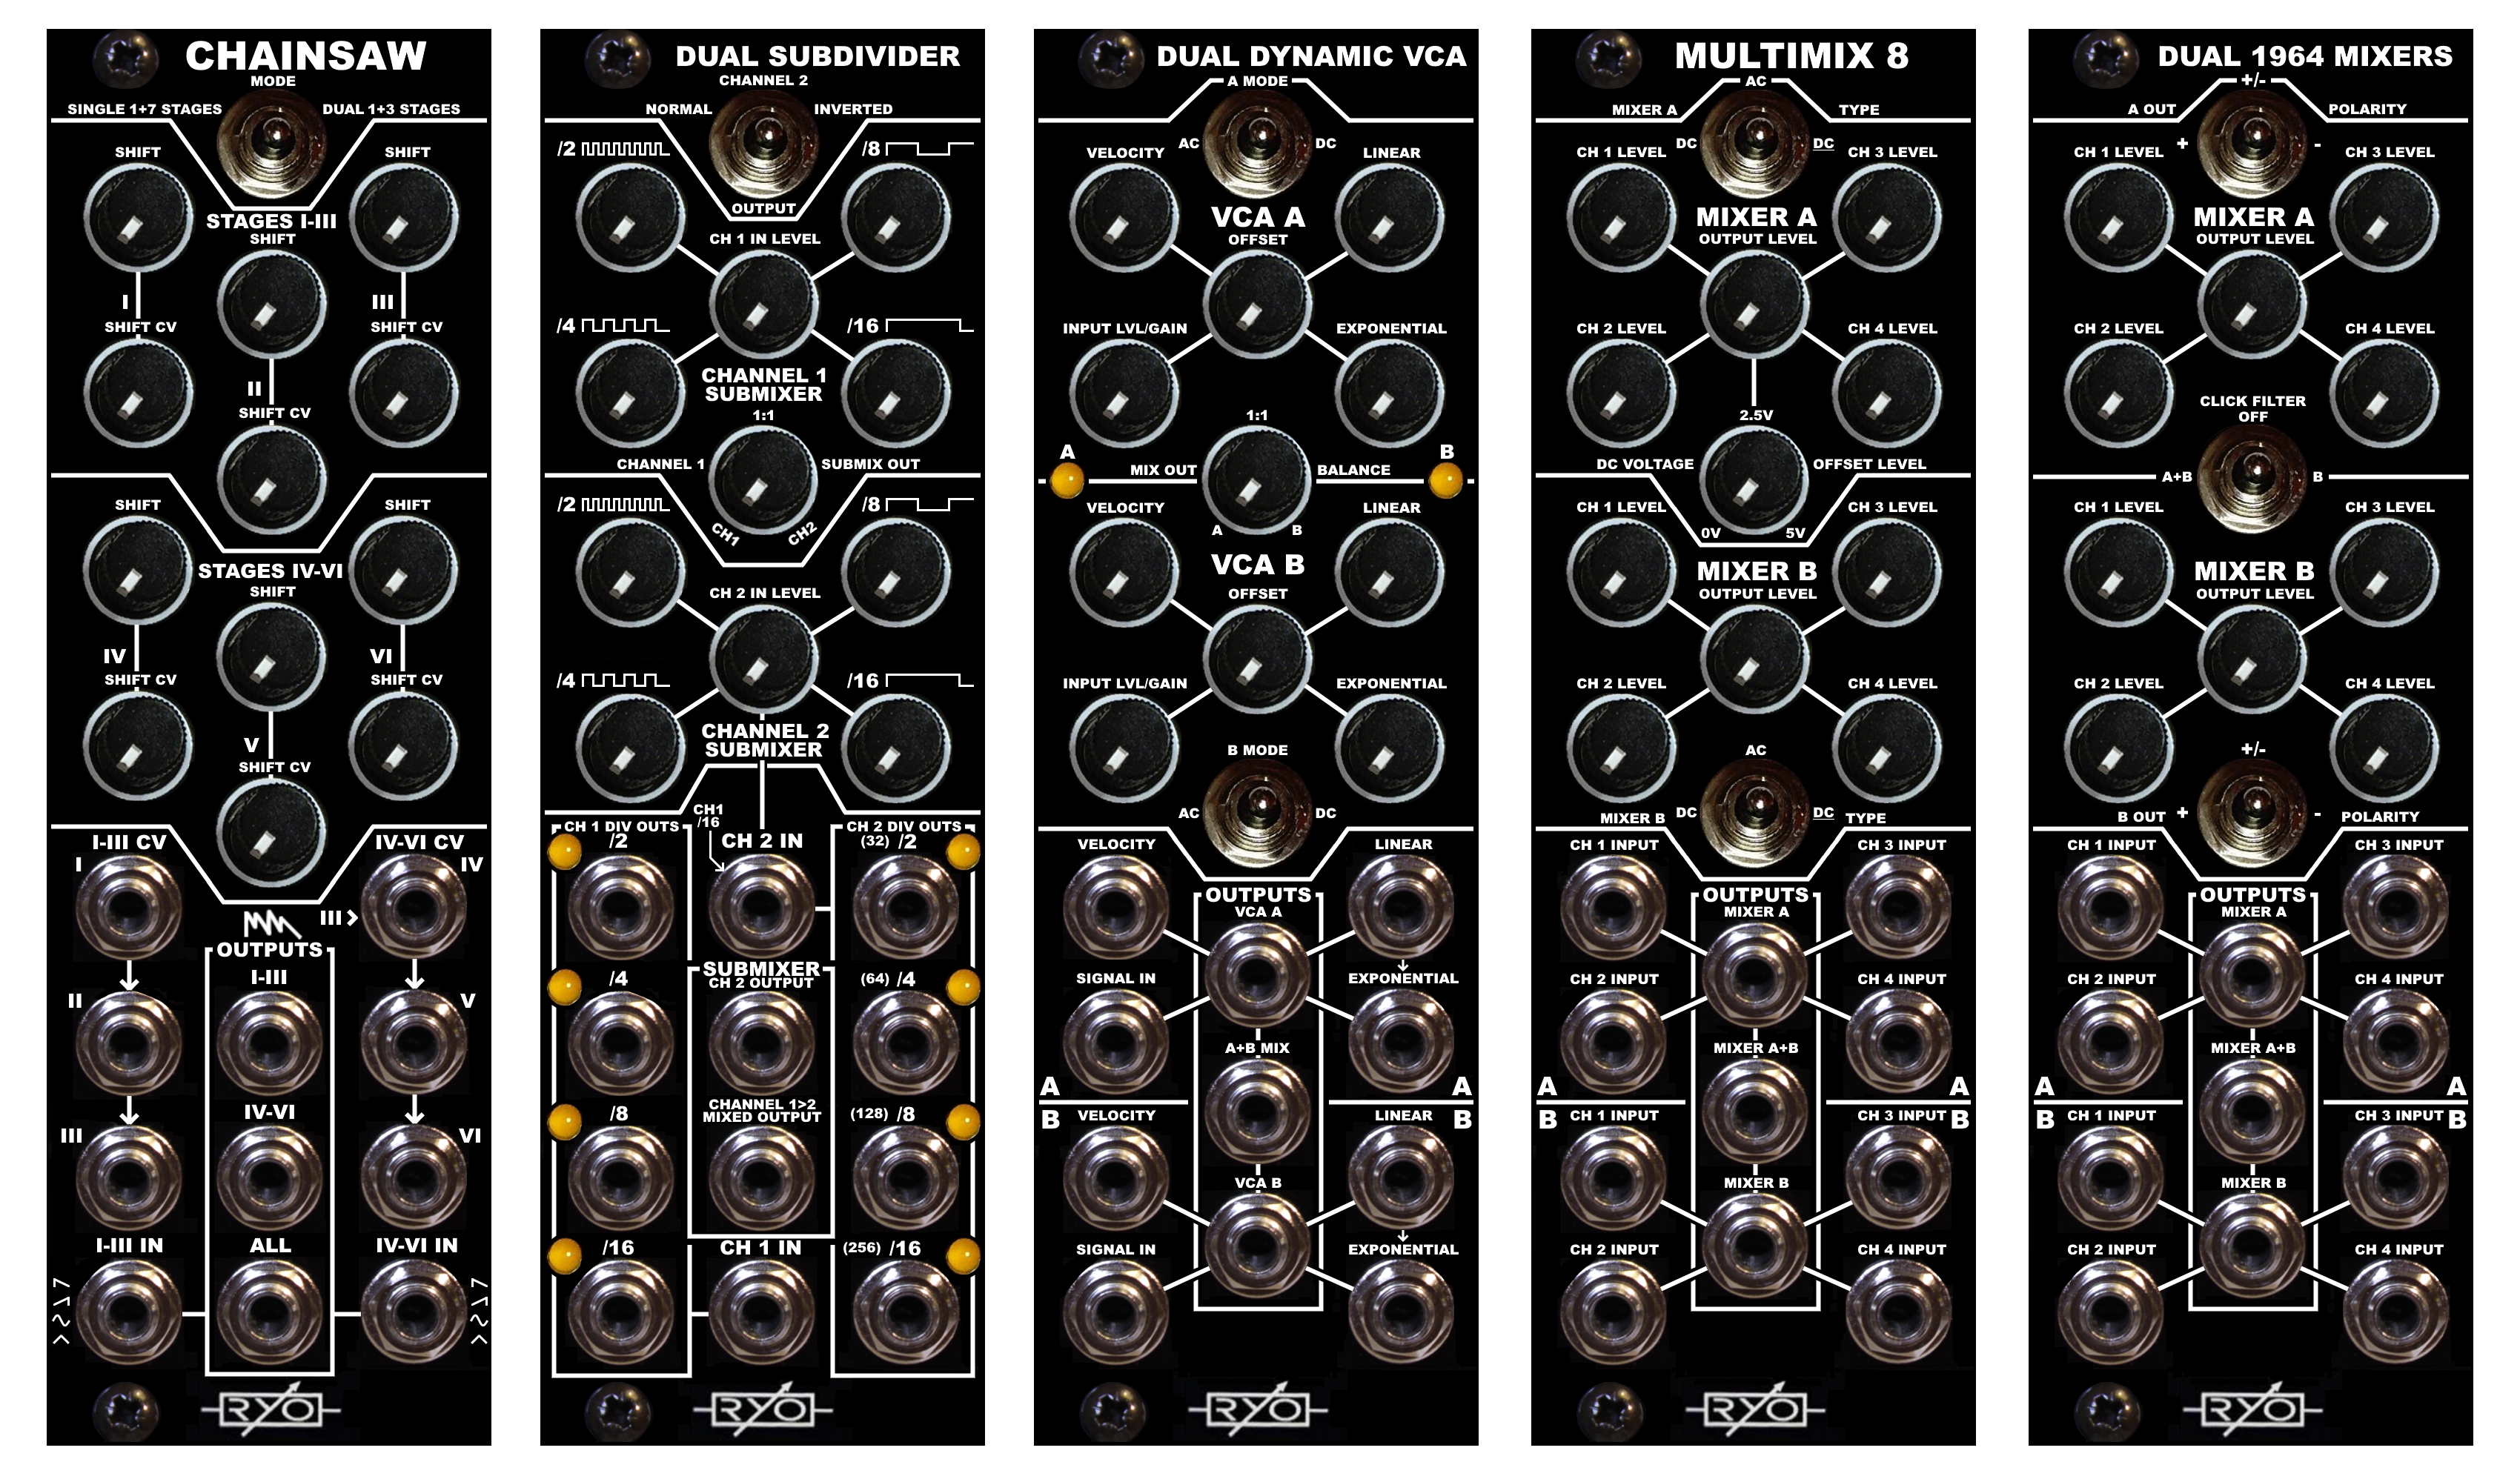 CHAINSAW
MODE
SINGLE 1+7 STAGES
DUAL 1+3 STAGES
SHIFT
SHIFT
STAGES I-III
SHIFT
I
III
SHIFT CV
SHIFT CV
II
SHIFT CV
SHIFT
SHIFT
STAGES IV-VI
SHIFT
IV
VI
SHIFT CV
SHIFT CV
V
SHIFT CV
I-III CV
IV-VI CV
I
IV
III >
OUTPUTS
I-III
II
V
IV-VI
III
VI
I-III IN
ALL
IV-VI IN
RYO
DUAL SUBDIVIDER
CHANNEL 2
NORMAL
INVERTED
/2
/8
OUTPUT
CH 1 IN LEVEL
/4
/16
CHANNEL 1
SUBMIXER
1:1
CHANNEL 1
SUBMIX OUT
/2
/8
CH1
CH2
CH 2 IN LEVEL
/4
/16
CHANNEL 2
SUBMIXER
CH1
/16
CH 1 DIV OUTS
CH 2 DIV OUTS
/2
CH 2 IN
(32) /2
SUBMIXER
CH 2 OUTPUT
/4
(64) /4
CHANNEL 1>2
MIXED OUTPUT
/8
(128) /8
/16
CH 1 IN
(256) /16
RYO
DUAL DYNAMIC VCA
A MODE
AC
DC
VELOCITY
LINEAR
VCA A
OFFSET
INPUT LVL/GAIN
EXPONENTIAL
1:1
A
B
MIX OUT
BALANCE
VELOCITY
LINEAR
A
B
VCA B
OFFSET
INPUT LVL/GAIN
EXPONENTIAL
B MODE
AC
DC
VELOCITY
LINEAR
OUTPUTS
VCA A
SIGNAL IN
EXPONENTIAL
A+B MIX
A
A
B
B
VELOCITY
LINEAR
VCA B
SIGNAL IN
EXPONENTIAL
RYO
MULTIMIX 8
AC
MIXER A
TYPE
DC
DC
CH 1 LEVEL
CH 3 LEVEL
MIXER A
OUTPUT LEVEL
CH 2 LEVEL
CH 4 LEVEL
2.5V
DC VOLTAGE
OFFSET LEVEL
CH 1 LEVEL
CH 3 LEVEL
0V
5V
MIXER B
OUTPUT LEVEL
CH 2 LEVEL
CH 4 LEVEL
AC
MIXER B
DC
DC
TYPE
CH 1 INPUT
CH 3 INPUT
OUTPUTS
MIXER A
CH 2 INPUT
CH 4 INPUT
MIXER A+B
A
A
B
B
CH 1 INPUT
CH 3 INPUT
MIXER B
CH 2 INPUT
CH 4 INPUT
RYO
DUAL 1964 MIXERS
+/-
A OUT
POLARITY
+
-
CH 1 LEVEL
CH 3 LEVEL
MIXER A
OUTPUT LEVEL
CH 2 LEVEL
CH 4 LEVEL
CLICK FILTER
OFF
A+B
B
CH 1 LEVEL
CH 3 LEVEL
MIXER B
OUTPUT LEVEL
CH 2 LEVEL
CH 4 LEVEL
+/-
B OUT
+
-
POLARITY
CH 1 INPUT
CH 3 INPUT
OUTPUTS
MIXER A
CH 2 INPUT
CH 4 INPUT
MIXER A+B
A
A
B
B
CH 1 INPUT
CH 3 INPUT
MIXER B
CH 2 INPUT
CH 4 INPUT
RYO